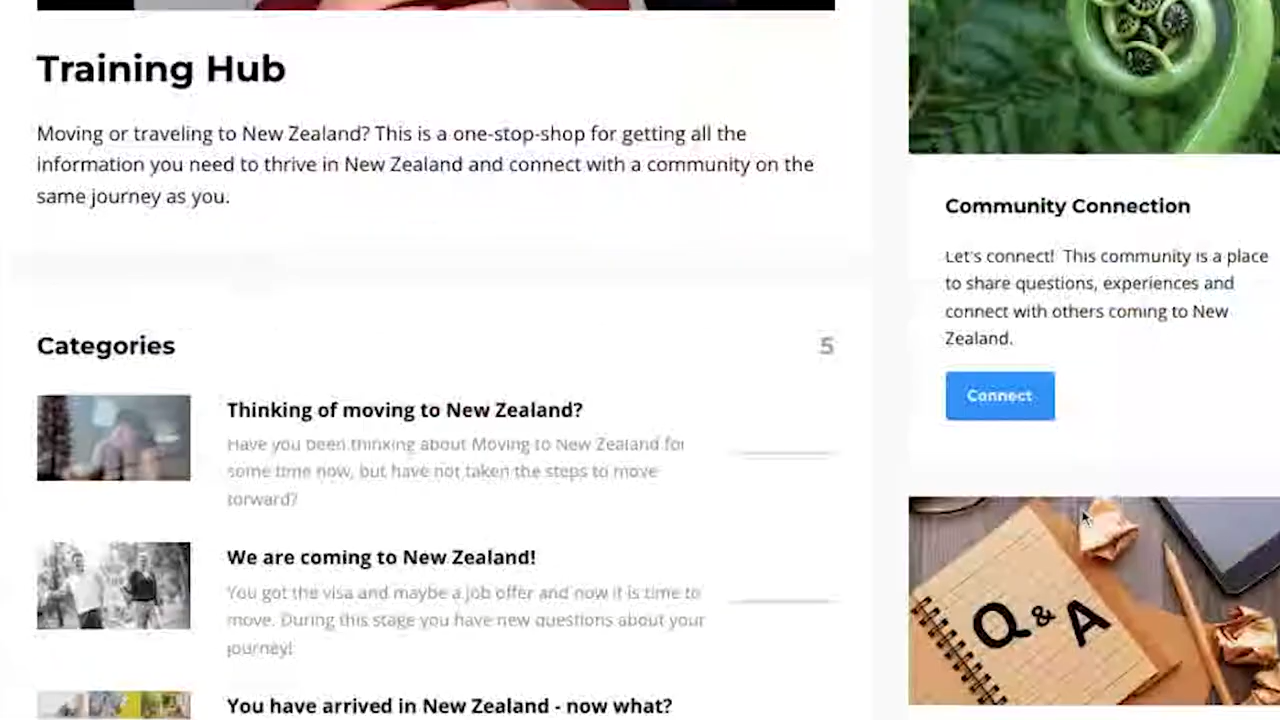 Training Hub
Moving or traveling to New Zealand? This is a one-stop-shop for getting all the
information you need to thrive in New Zealand and connect with a community on the
same journey as you.
Categories
5
Thinking of moving to New Zealand?
Have you been thinking about Moving to New Zealand for
some time now, but have not taken the steps to move
forward?
We are coming to New Zealand!
You got the visa and maybe a job offer and now it is time to
move. During this stage you have new questions about your
journey!
You have arrived in New Zealand - now what?
Community Connection
Let's connect! This community is a place
to share questions, experiences and
connect with others coming to New
Zealand.
Connect
Q & A